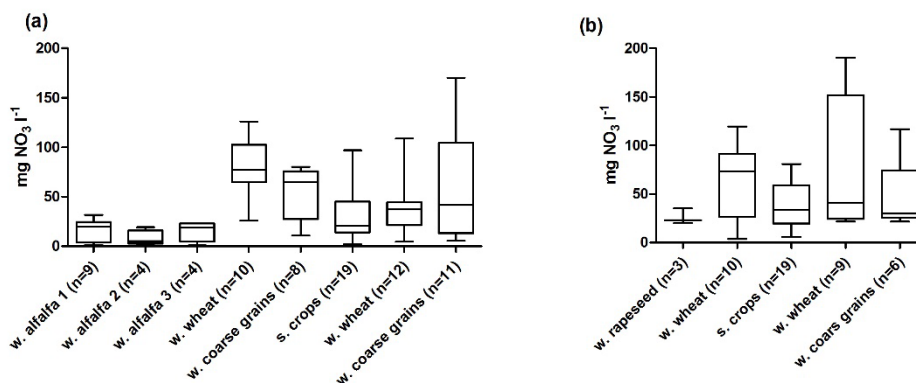 (a)
200
150
100
50
0
mg NO₃ l⁻¹
w. alfalfa 1 (n=9)
w. alfalfa 2 (n=4)
w. alfalfa 3 (n=4)
w. wheat (n=10)
w. coarse grains (n=8)
s. crops (n=19)
w. wheat (n=12)
w. coarse grains (n=11)
(b)
200
150
100
50
0
mg NO₃ l⁻¹
w. rapeseed (n=3)
w. wheat (n=10)
s. crops (n=19)
w. wheat (n=9)
w. coars grains (n=6)